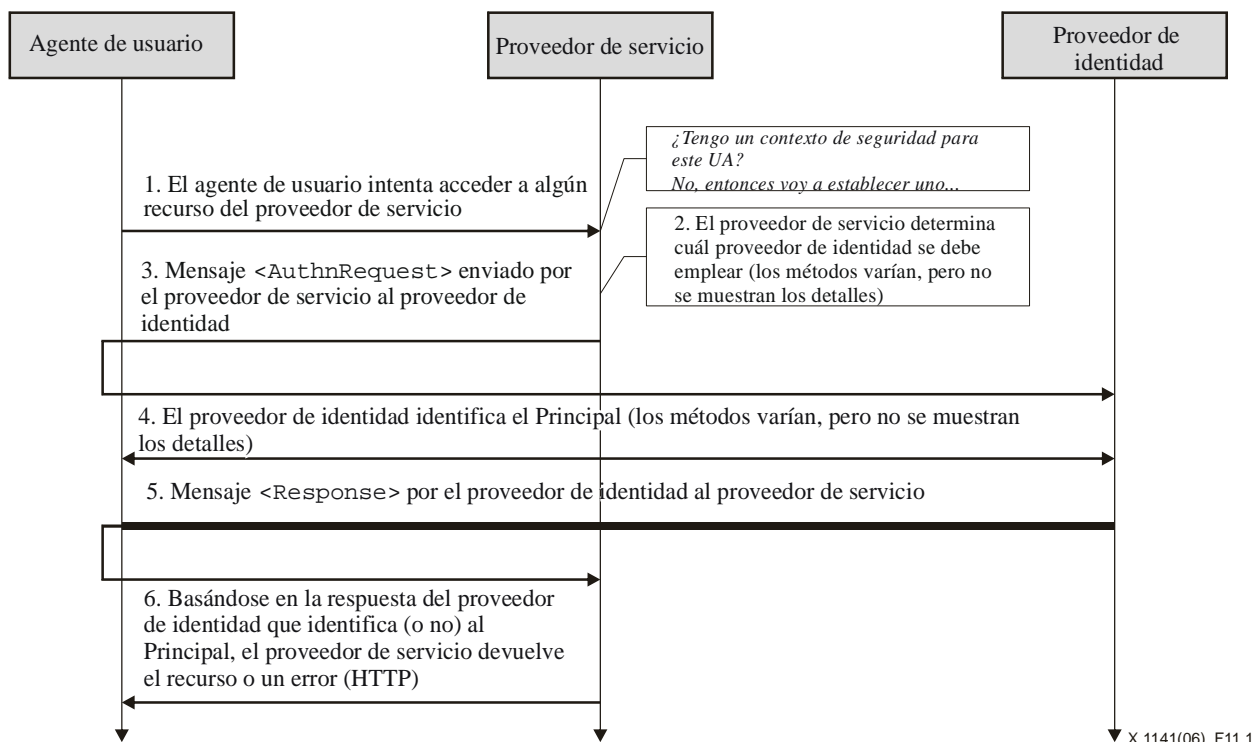 Agente de usuario
Proveedor de servicio
Proveedor de
identidad
¿Tengo un contexto de seguridad para
este UA?
No, entonces voy a establecer uno...
1. El agente de usuario intenta acceder a algún
recurso del proveedor de servicio
2. El proveedor de servicio determina
cuál proveedor de identidad se debe
emplear (los métodos varían, pero no
se muestran los detalles)
3. Mensaje <AuthnRequest> enviado por
el proveedor de servicio al proveedor de
identidad
4. El proveedor de identidad identifica el Principal (los métodos varían, pero no se muestran
los detalles)
5. Mensaje <Response> por el proveedor de identidad al proveedor de servicio
6. Basándose en la respuesta del proveedor
de identidad que identifica (o no) al
Principal, el proveedor de servicio devuelve
el recurso o un error (HTTP)
X.1141(06)_F11.1